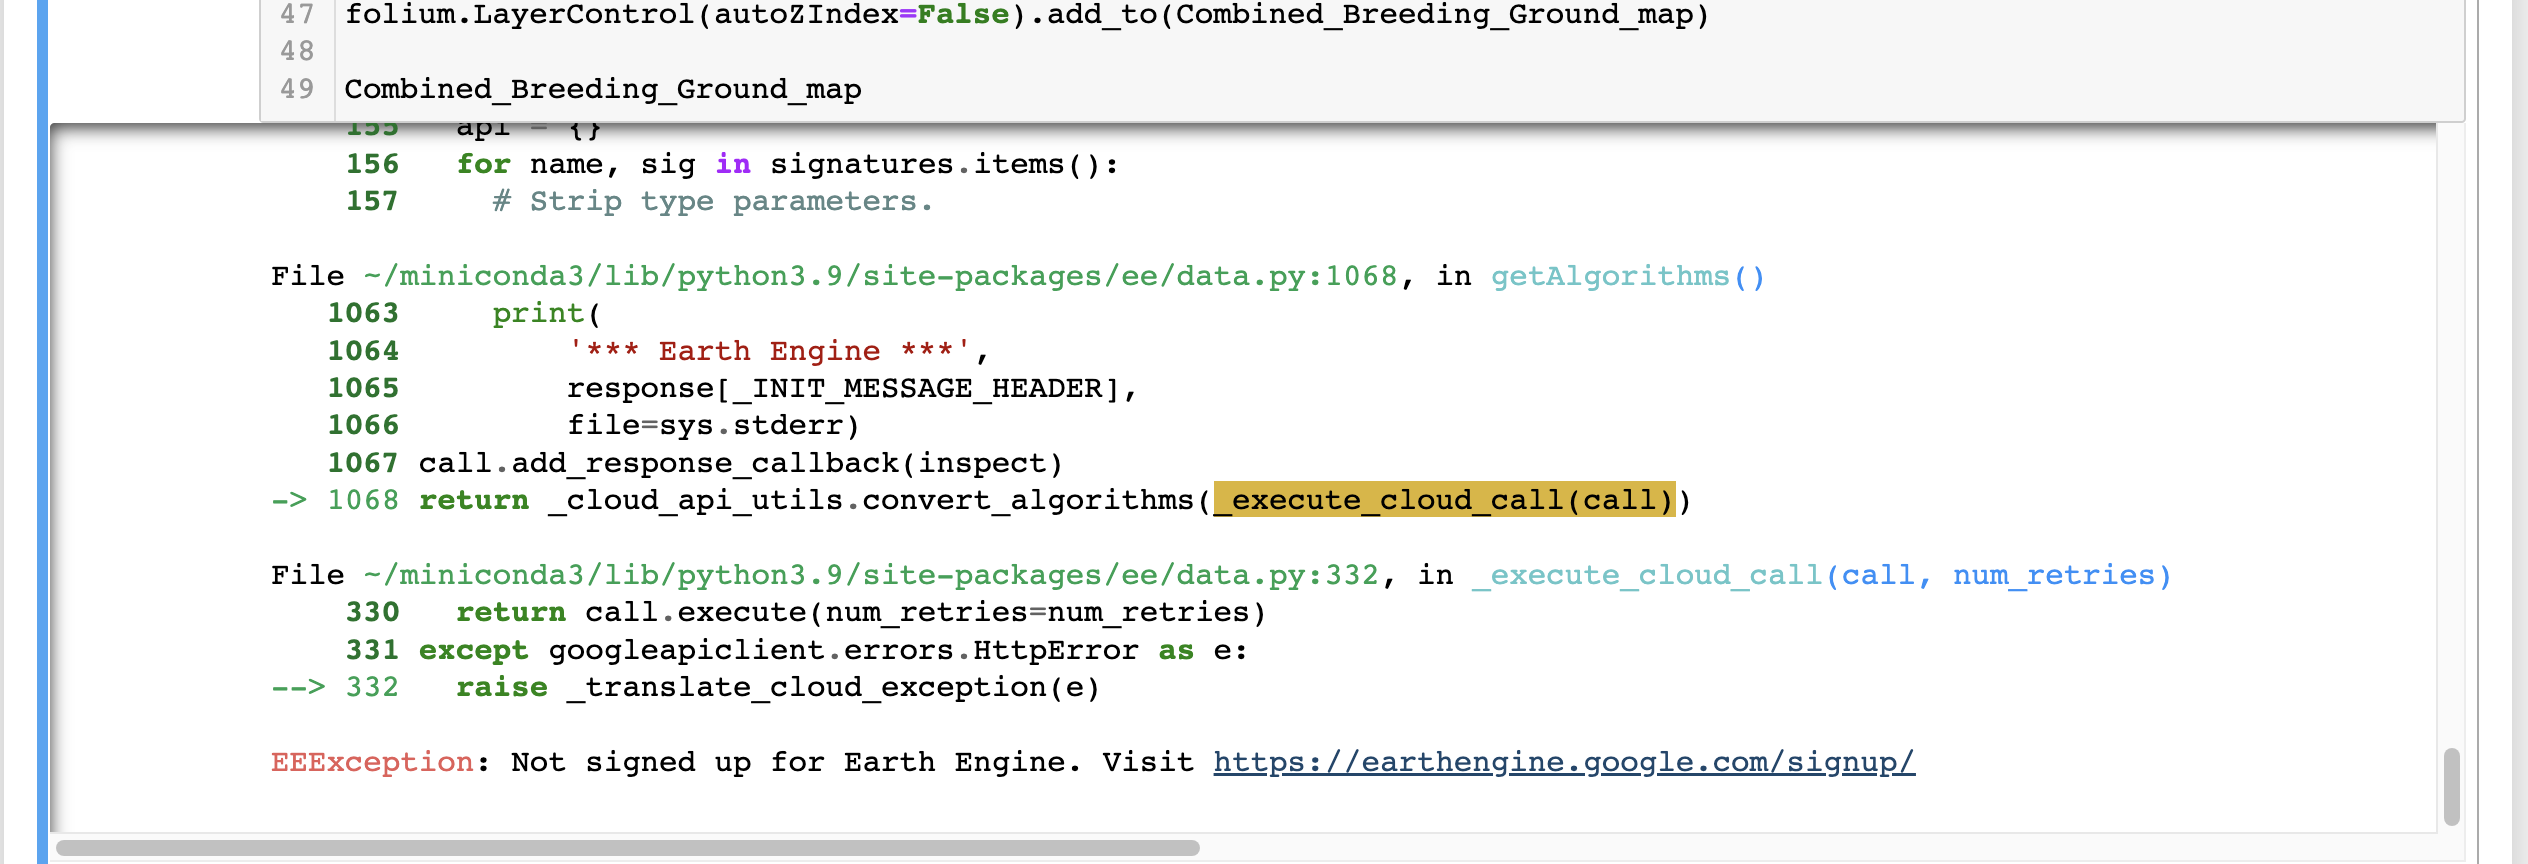 47 folium.LayerControl(autoZIndex=False).add_to(Combined_Breeding_Ground_map)
48
49 Combined_Breeding_Ground_map
155 api = {}
156 for name, sig in signatures.items():
157 # Strip type parameters.
File ~/miniconda3/lib/python3.9/site-packages/ee/data.py:1068, in getAlgorithms()
1063 print(
1064 '*** Earth Engine ***',
1065 response[_INIT_MESSAGE_HEADER],
1066 file=sys.stderr)
1067 call.add_response_callback(inspect)
-> 1068 return _cloud_api_utils.convert_algorithms(_execute_cloud_call(call))
File ~/miniconda3/lib/python3.9/site-packages/ee/data.py:332, in _execute_cloud_call(call, num_retries)
330 return call.execute(num_retries=num_retries)
331 except googleapiclient.errors.HttpError as e:
--> 332 raise _translate_cloud_exception(e)
EEException: Not signed up for Earth Engine. Visit https://earthengine.google.com/signup/